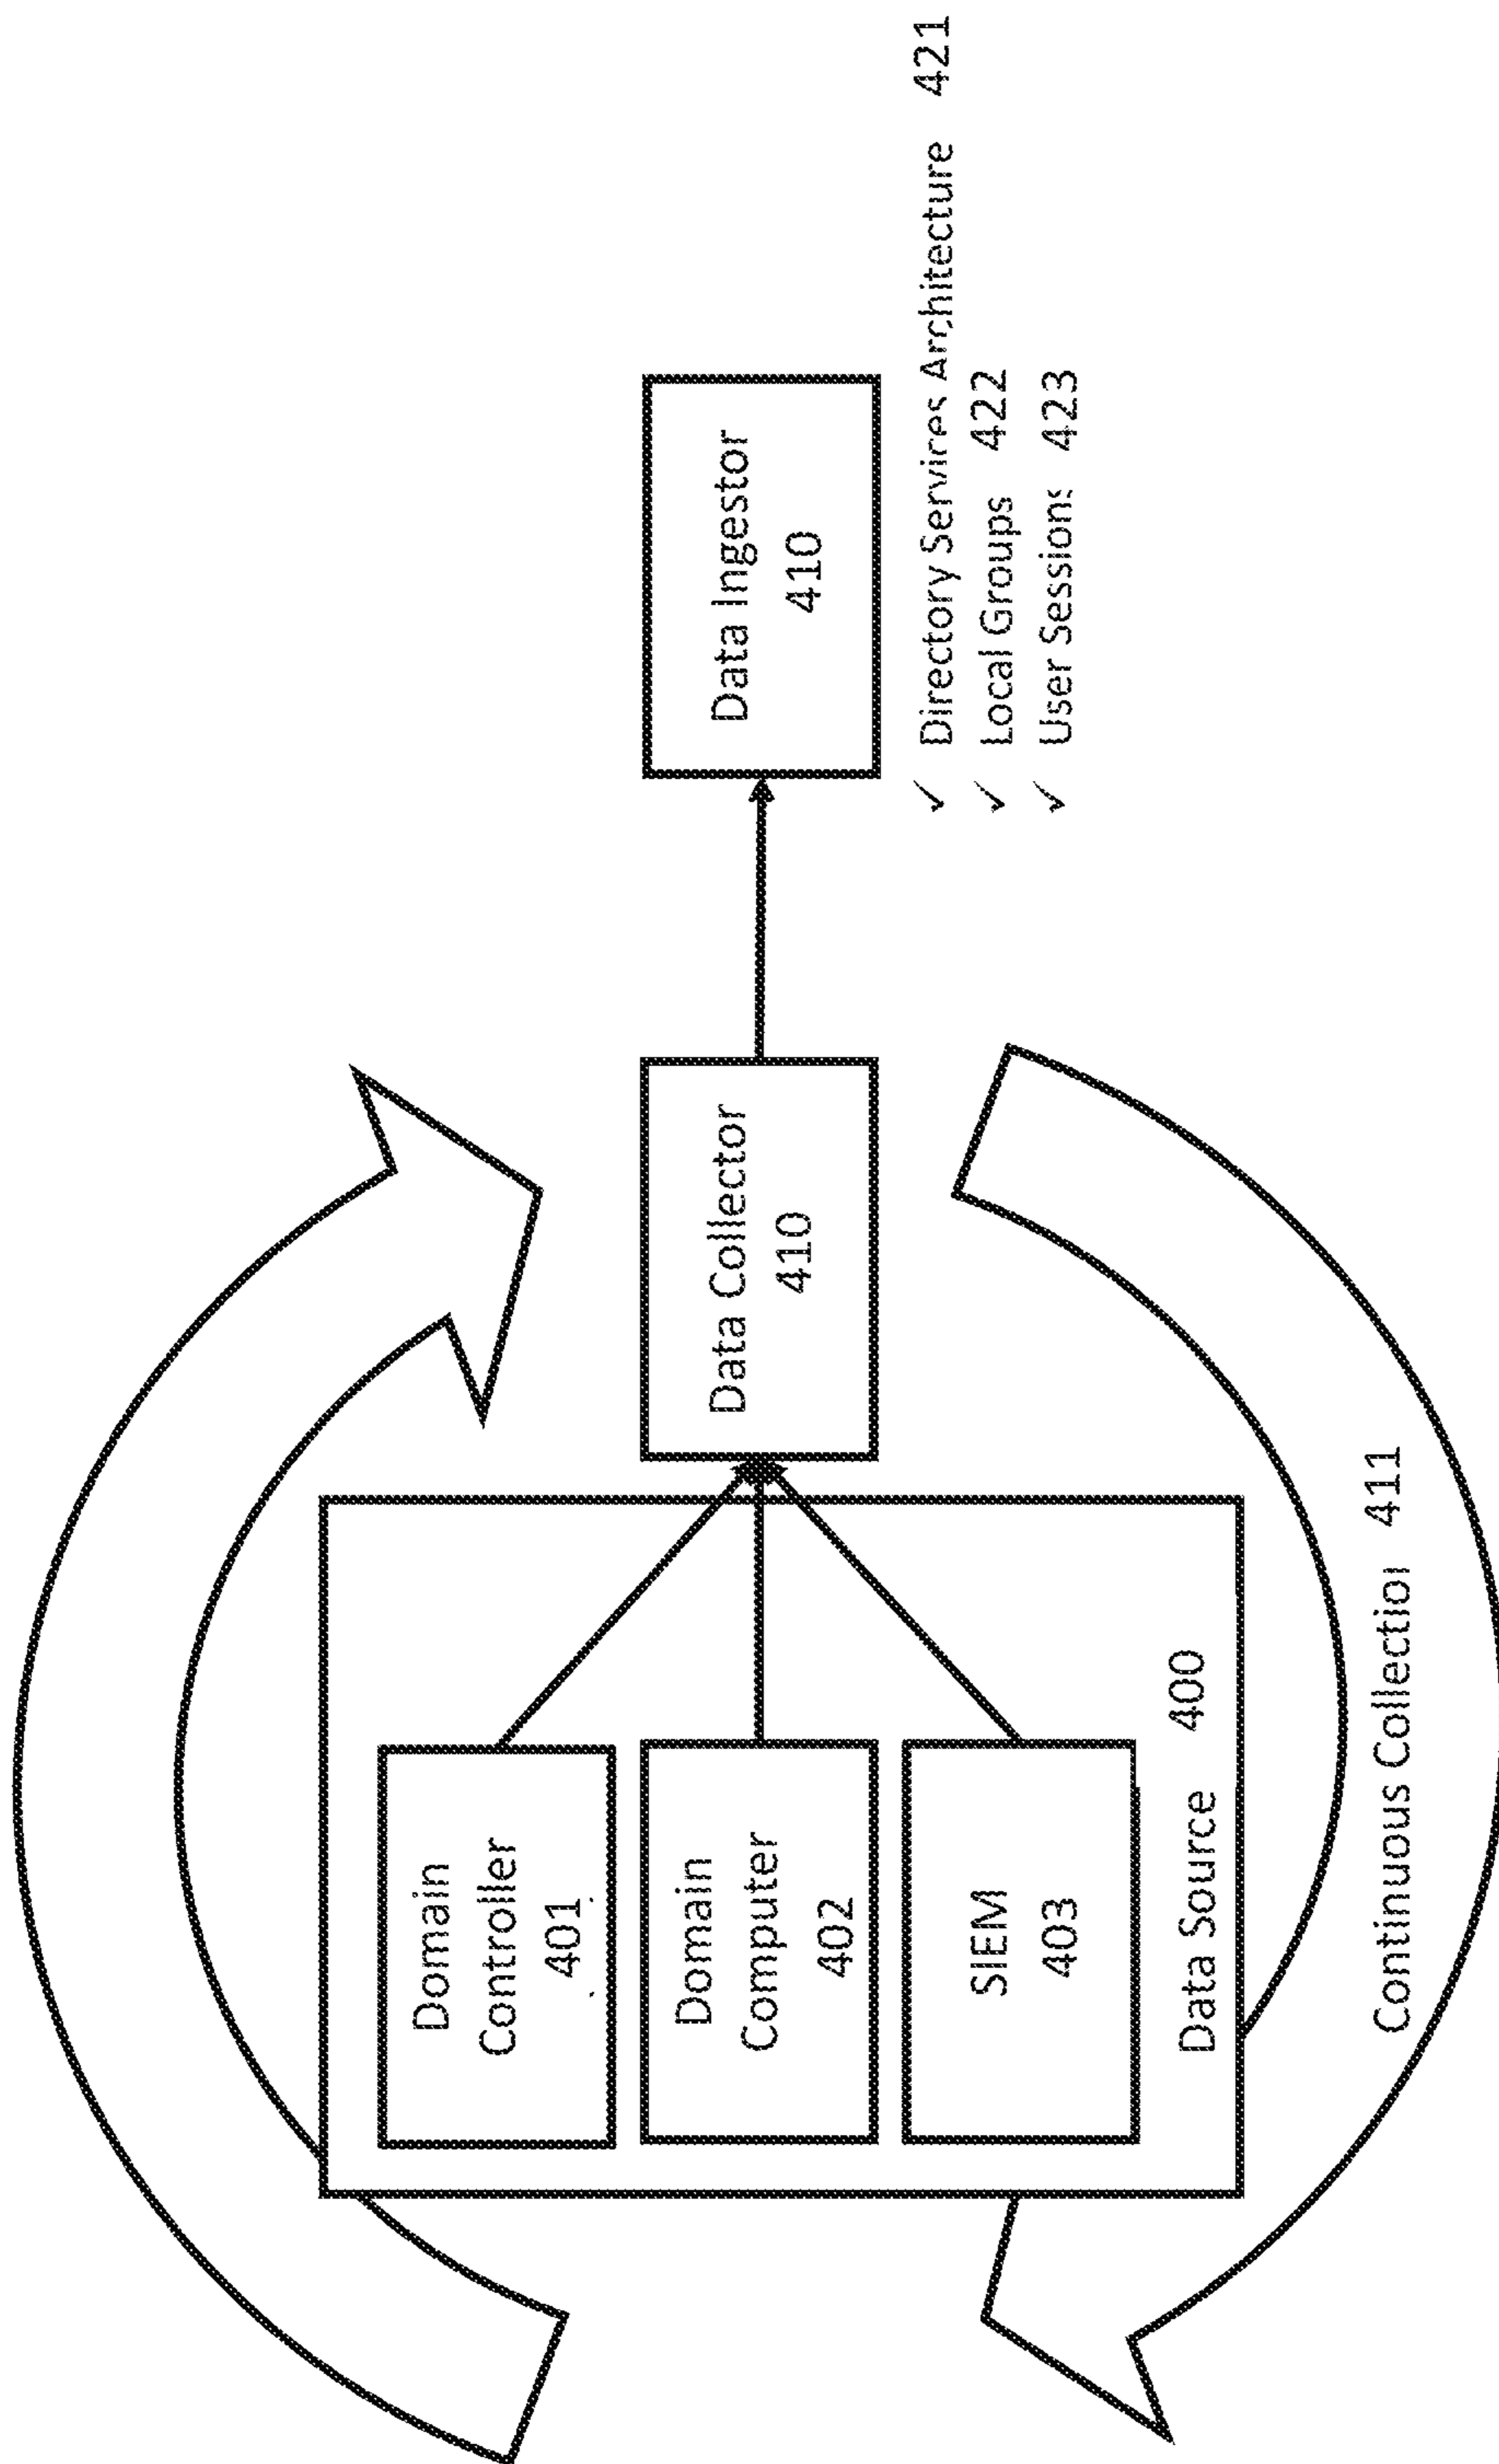 Domain
Controller
401
Domain
Computer
402
SIEM
403
Data Source 400
Data Collector
410
Data Ingestor
410
✓ Directory Services Architecture 421
✓ Local Groups 422
✓ User Sessions 423
Continuous Collection 411